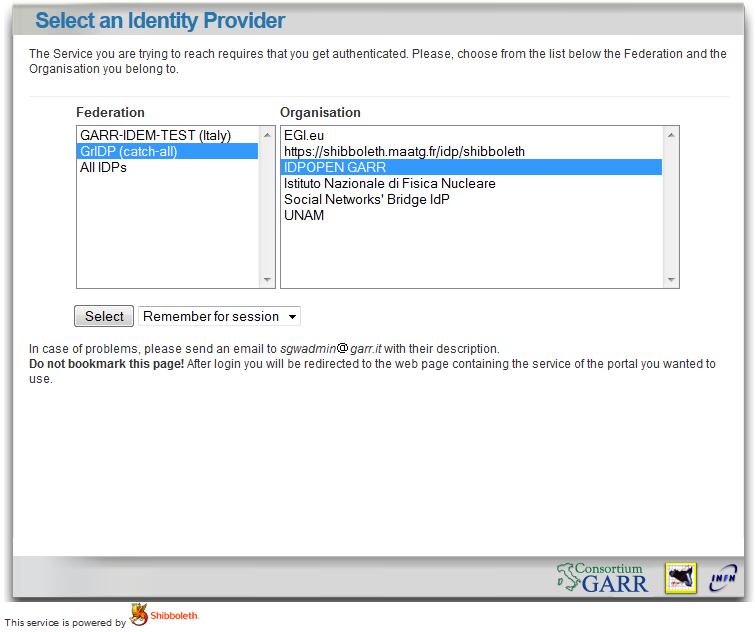 Select an Identity Provider
The Service you are trying to reach requires that you get authenticated. Please, choose from the list below the Federation and the
Organisation you belong to.
Federation
Organisation
GARR-IDEM-TEST (Italy)
GrIDP (catch-all)
All IDPs
EGI.eu
https://shibboleth.maatg.fr/idp/shibboleth
IDPOPEN GARR
Istituto Nazionale di Fisica Nucleare
Social Networks' Bridge IdP
UNAM
Select
Remember for session
In case of problems, please send an email to sgwadmin@garr.it with their description.
Do not bookmark this page! After login you will be redirected to the web page containing the service of the portal you wanted to
use.
Consortium
GARR
INFN
This service is powered by Shibboleth.